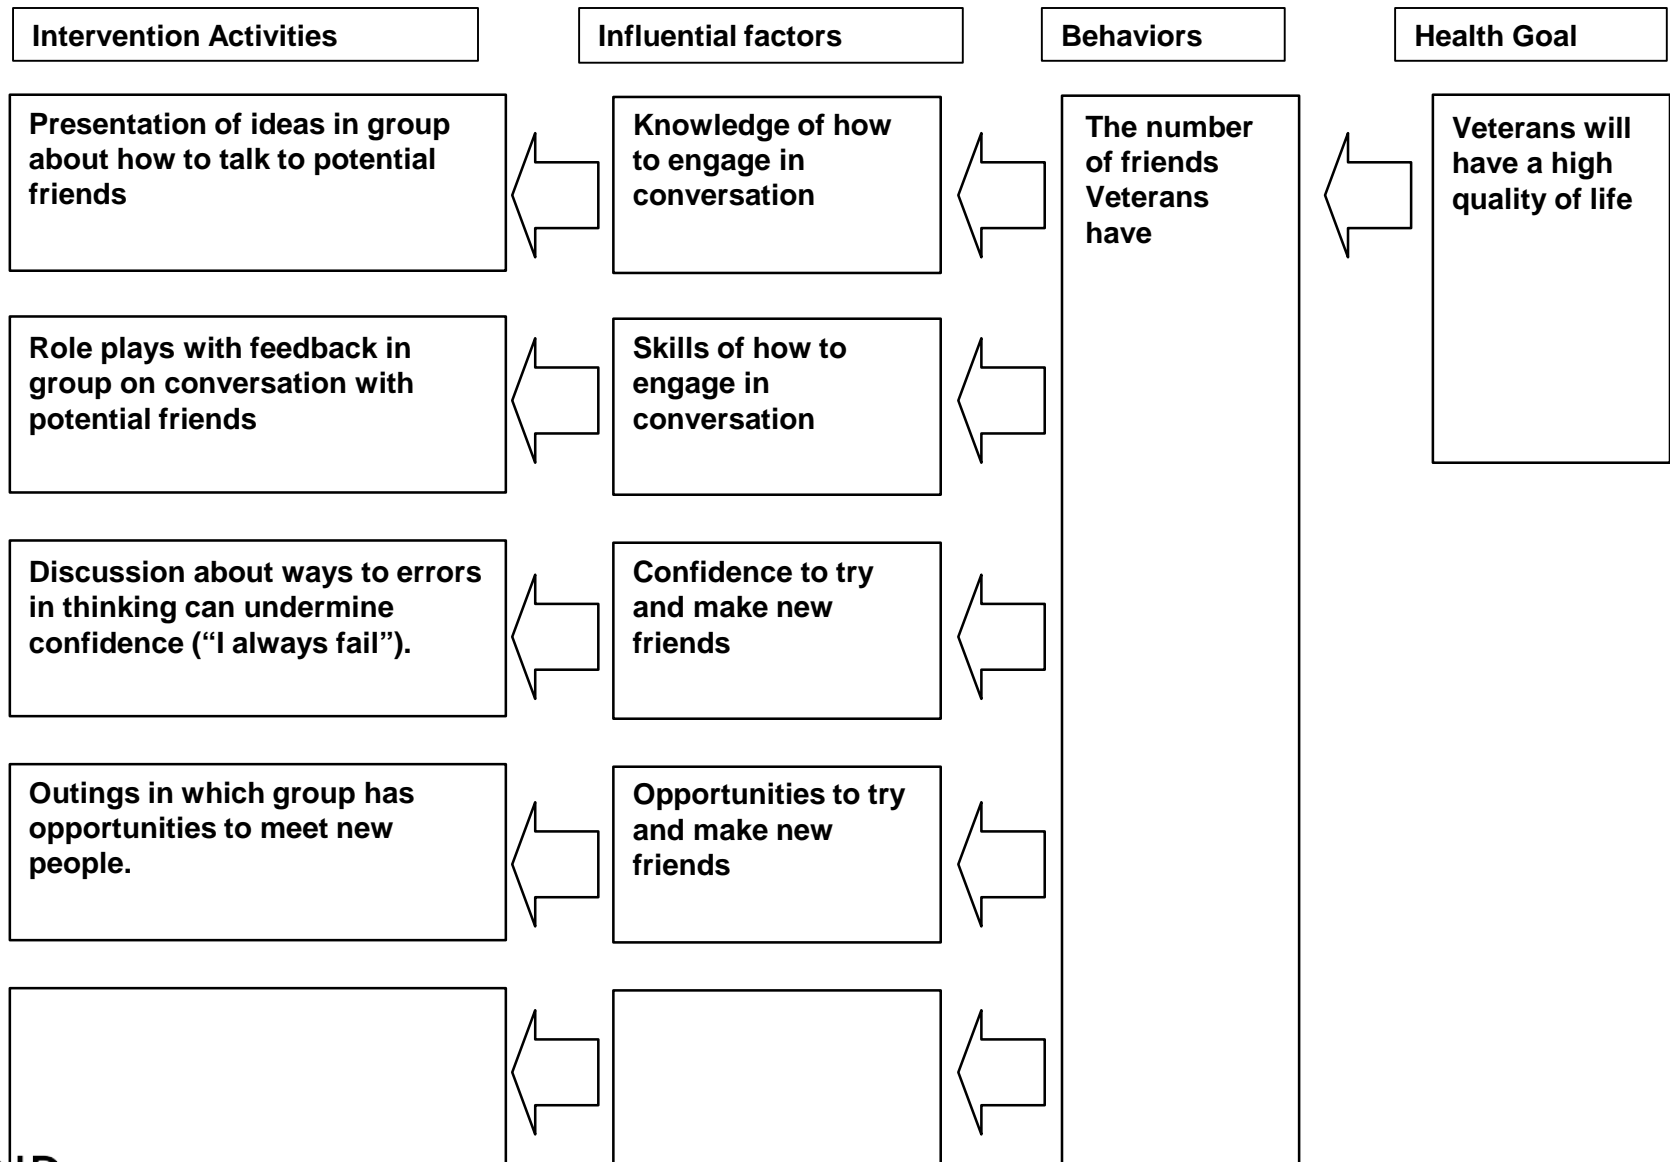 Intervention Activities
Influential factors
Behaviors
Health Goal
Presentation of ideas in group
about how to talk to potential
friends
Knowledge of how
to engage in
conversation
The number
of friends
Veterans
have
Veterans will
have a high
quality of life
Role plays with feedback in
group on conversation with
potential friends
Skills of how to
engage in
conversation
Discussion about ways to errors
in thinking can undermine
confidence (“I always fail”).
Confidence to try
and make new
friends
Outings in which group has
opportunities to meet new
people.
Opportunities to try
and make new
friends